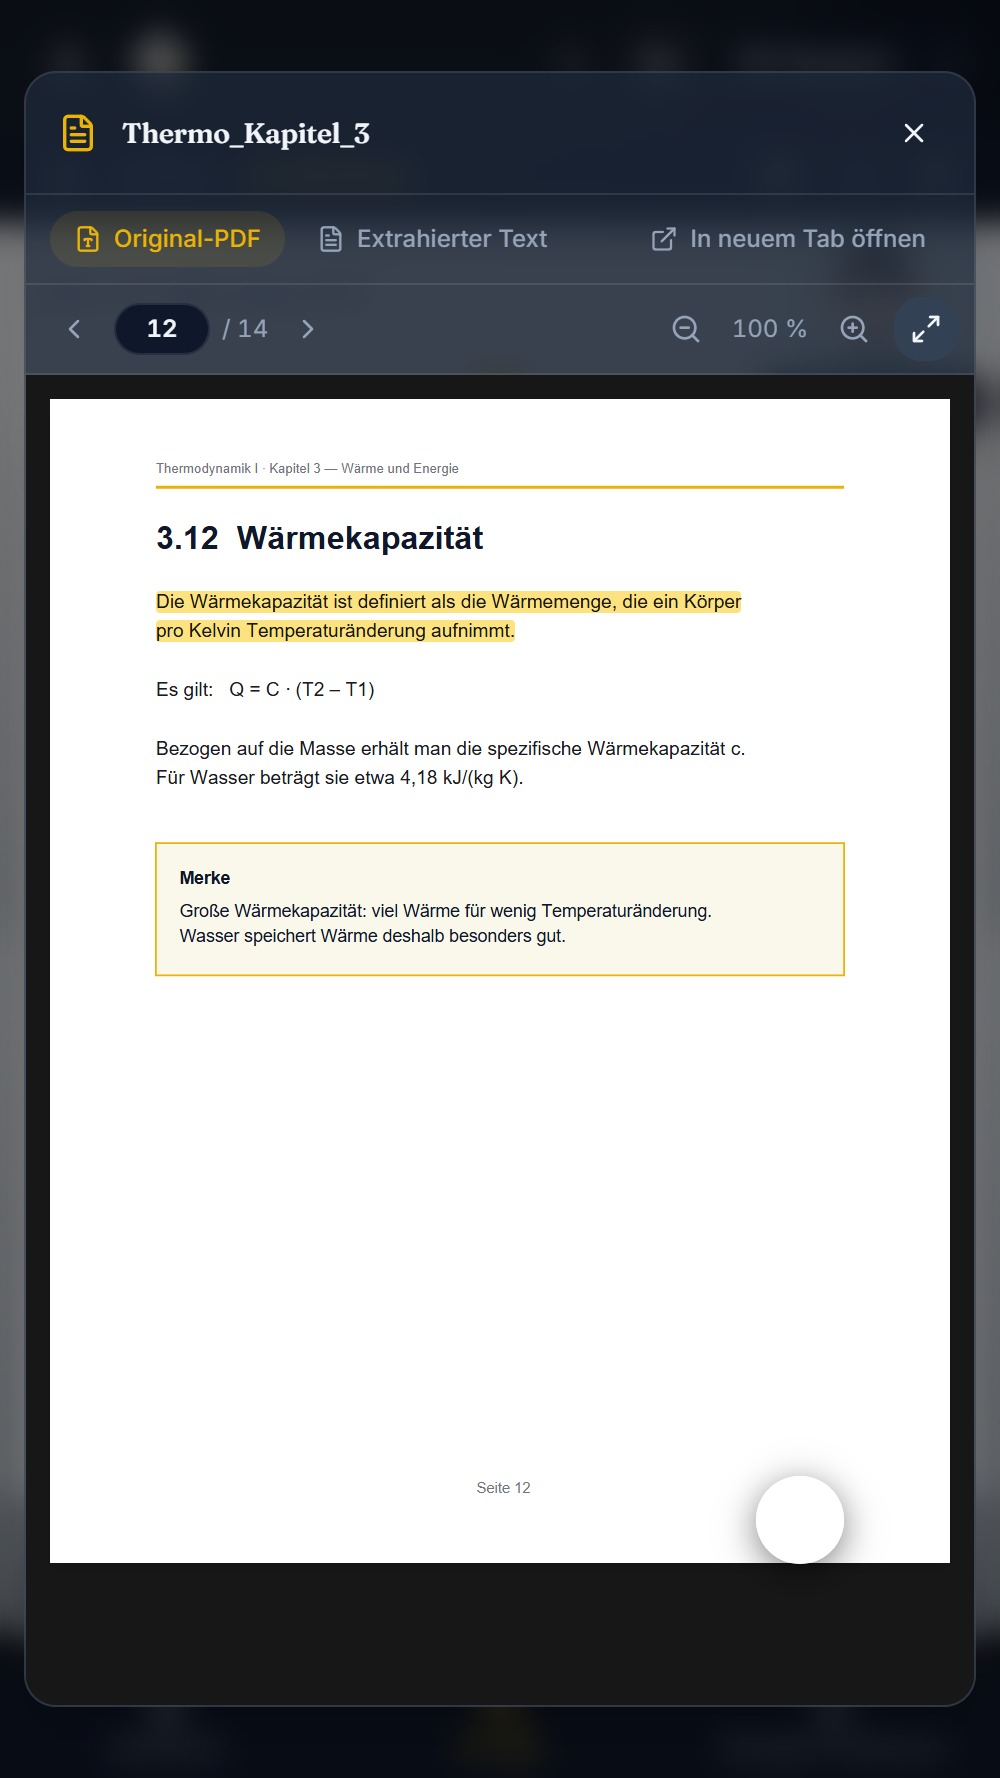 Thermo_Kapitel_3
Original-PDF Extrahierter Text In neuem Tab öffnen
12 / 14 100 %
Thermodynamik I · Kapitel 3 — Wärme und Energie
3.12 Wärmekapazität
Die Wärmekapazität ist definiert als die Wärmemenge, die ein Körper
pro Kelvin Temperaturänderung aufnimmt.
Es gilt: Q = C · (T2 – T1)
Bezogen auf die Masse erhält man die spezifische Wärmekapazität c.
Für Wasser beträgt sie etwa 4,18 kJ/(kg K).
Merke
Große Wärmekapazität: viel Wärme für wenig Temperaturänderung.
Wasser speichert Wärme deshalb besonders gut.
Seite 12